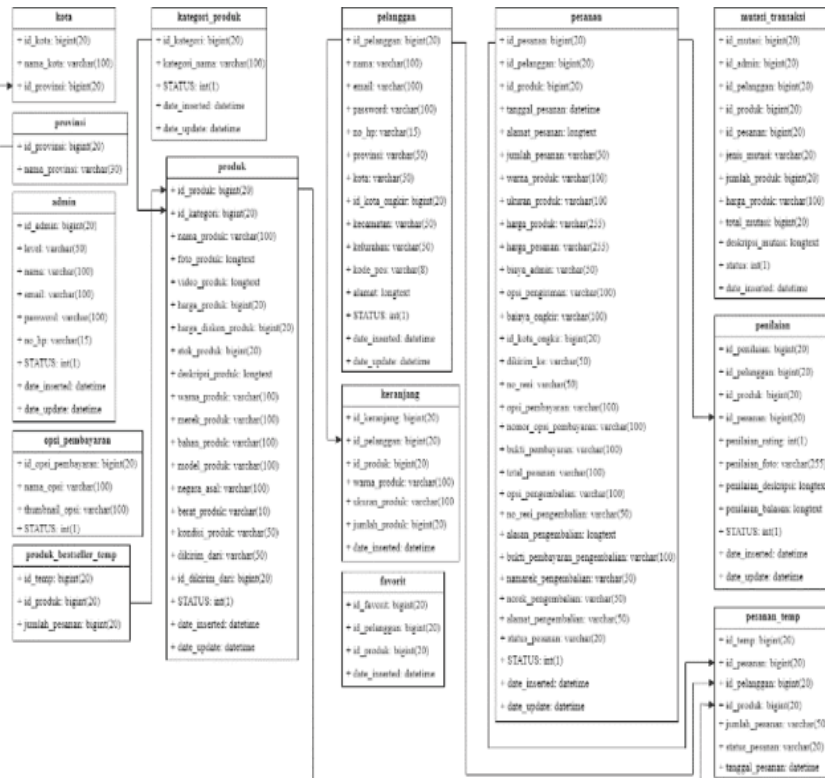 kota
+ id_kota: bigint(20)
+ nama_kota: varchar(100)
+ id_provinsi: bigint(20)
provinsi
+ id_provinsi: bigint(20)
+ nama_provinsi: varchar(30)
admin
+ id_admin: bigint(20)
+ level: varchar(50)
+ nama: varchar(100)
+ email: varchar(100)
+ password: varchar(100)
+ no_hp: varchar(15)
+ STATUS: int(1)
+ date_inserted: datetime
+ date_update: datetime
opsi_pembayaran
+ id_opsi_pembayaran: bigint(20)
+ nama_opsi: varchar(100)
+ thumbnail_opsi: varchar(100)
+ STATUS: int(1)
produk_bestseller_temp
+ id_temp: bigint(20)
+ id_produk: bigint(20)
+ jumlah_pesanan: bigint(20)
kategori_produk
+ id_kategori: bigint(20)
+ kategori_nama: varchar(100)
+ STATUS: int(1)
+ date_inserted: datetime
+ date_update: datetime
produk
+ id_produk: bigint(20)
+ id_kategori: bigint(20)
+ nama_produk: varchar(100)
+ foto_produk: longtext
+ video_produk: longtext
+ harga_produk: bigint(20)
+ harga_diskon_produk: bigint(20)
+ stok_produk: bigint(20)
+ deskripsi_produk: longtext
+ warna_produk: varchar(100)
+ merek_produk: varchar(100)
+ bahan_produk: varchar(100)
+ model_produk: varchar(100)
+ negara_asal: varchar(100)
+ berat_produk: varchar(10)
+ kondisi_produk: varchar(50)
+ dikirim_dari: varchar(50)
+ id_dikirim_dari: bigint(20)
+ STATUS: int(1)
+ date_inserted: datetime
+ date_update: datetime
pelanggan
+ id_pelanggan: bigint(20)
+ nama: varchar(100)
+ email: varchar(100)
+ password: varchar(100)
+ no_hp: varchar(15)
+ provinsi: varchar(50)
+ kota: varchar(50)
+ id_kota_ongkir: bigint(20)
+ kecamatan: varchar(50)
+ kelurahan: varchar(50)
+ kode_pos: varchar(8)
+ alamat: longtext
+ STATUS: int(1)
+ date_inserted: datetime
+ date_update: datetime
keranjang
+ id_keranjang: bigint(20)
+ id_pelanggan: bigint(20)
+ id_produk: bigint(20)
+ warna_produk: varchar(100)
+ ukuran_produk: varchar(100
+ jumlah_produk: bigint(20)
+ date_inserted: datetime
favorit
+ id_favorit: bigint(20)
+ id_pelanggan: bigint(20)
+ id_produk: bigint(20)
+ date_inserted: datetime
pesanan
+ id_pesanan: bigint(20)
+ id_pelanggan: bigint(20)
+ id_produk: bigint(20)
+ tanggal_pesanan: datetime
+ alamat_pesanan: longtext
+ jumlah_pesanan: varchar(50)
+ warna_produk: varchar(100)
+ ukuran_produk: varchar(100
+ harga_produk: varchar(255)
+ harga_pesanan: varchar(255)
+ biaya_admin: varchar(50)
+ opsi_pengiriman: varchar(100)
+ baiaya_ongkir: varchar(100)
+ id_kota_ongkir: bigint(20)
+ dikirim_ke: varchar(50)
+ no_resi: varchar(50)
+ opsi_pembayaran: varchar(100)
+ nomor_opsi_pembayaran: varchar(100)
+ bukti_pembayaran: varchar(100)
+ total_pesanan: varchar(100)
+ opsi_pengembalian: varchar(100)
+ no_resi_pengembalian: varchar(50)
+ alasan_pengembalian: longtext
+ bukti_pembayaran_pengembalian: varchar(100)
+ namarek_pengembalian: varchar(50)
+ norek_pengembalian: varchar(50)
+ alamat_pengembalian: varchar(50)
+ status_pesanan: varchar(20)
+ STATUS: int(1)
+ date_inserted: datetime
+ date_update: datetime
mutasi_transaksi
+ id_mutasi: bigint(20)
+ id_admin: bigint(20)
+ id_pelanggan: bigint(20)
+ id_produk: bigint(20)
+ id_pesanan: bigint(20)
+ jenis_mutasi: varchar(20)
+ jumlah_produk: bigint(20)
+ harga_produk: varchar(100)
+ total_mutasi: bigint(20)
+ deskripsi_mutasi: longtext
+ status: int(1)
+ date_inserted: datetime
penilaian
+ id_penilaian: bigint(20)
+ id_pelanggan: bigint(20)
+ id_produk: bigint(20)
+ id_pesanan: bigint(20)
+ penilaian_rating: int(1)
+ penilaian_foto: varchar(255)
+ penilaian_deskripsi: longtext
+ penilaian_balasan: longtext
+ STATUS: int(1)
+ date_inserted: datetime
+ date_update: datetime
pesanan_temp
+ id_temp: bigint(20)
+ id_pesanan: bigint(20)
+ id_pelanggan: bigint(20)
+ id_produk: bigint(20)
+ jumlah_pesanan: varchar(50
+ status_pesanan: varchar(20)
+ tanggal_pesanan: datetime